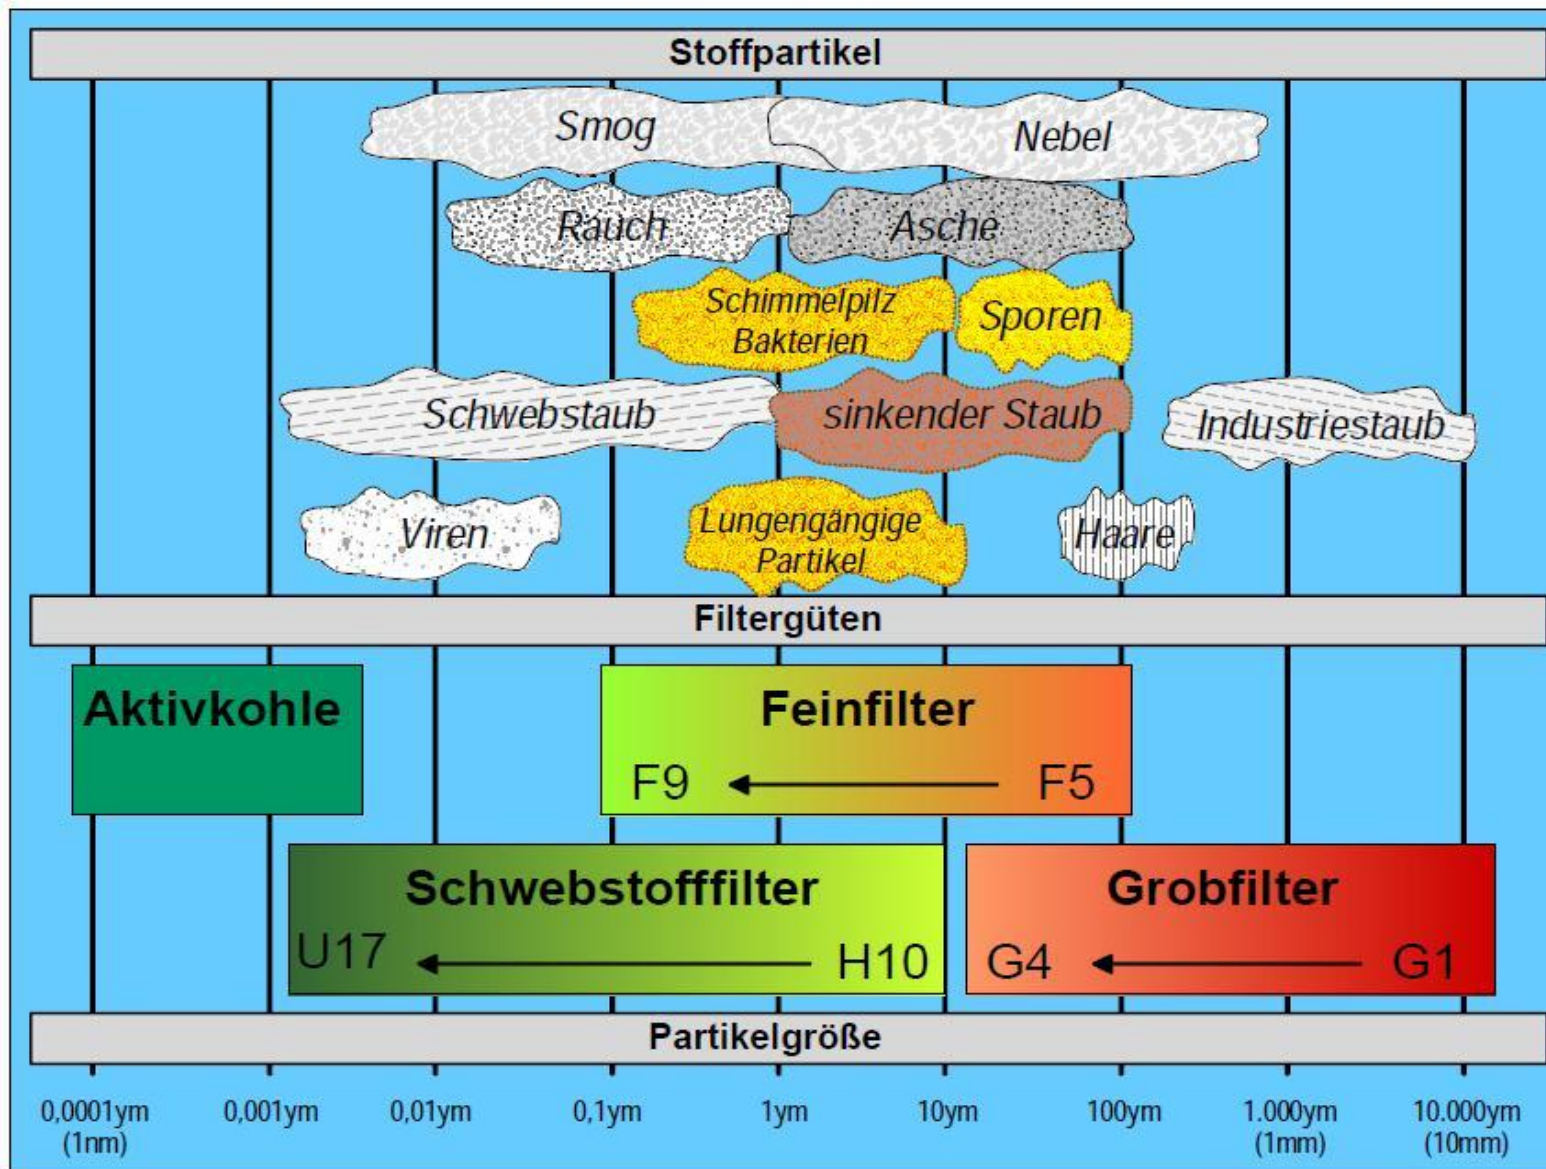 Stoffpartikel
Smog
Nebel
Rauch
Asche
Schimmelpilz
Bakterien
Sporen
Schwebstaub
sinkender Staub
Industriestaub
Viren
Lungengängige
Partikel
Haare
Filtergüten
Aktivkohle
Feinfilter
F9
F5
Schwebstofffilter
U17
H10
Grobfilter
G4
G1
Partikelgröße
0,0001ym
(1nm)
0,001ym
0,01ym
0,1ym
1ym
10ym
100ym
1.000ym
(1mm)
10.000ym
(10mm)